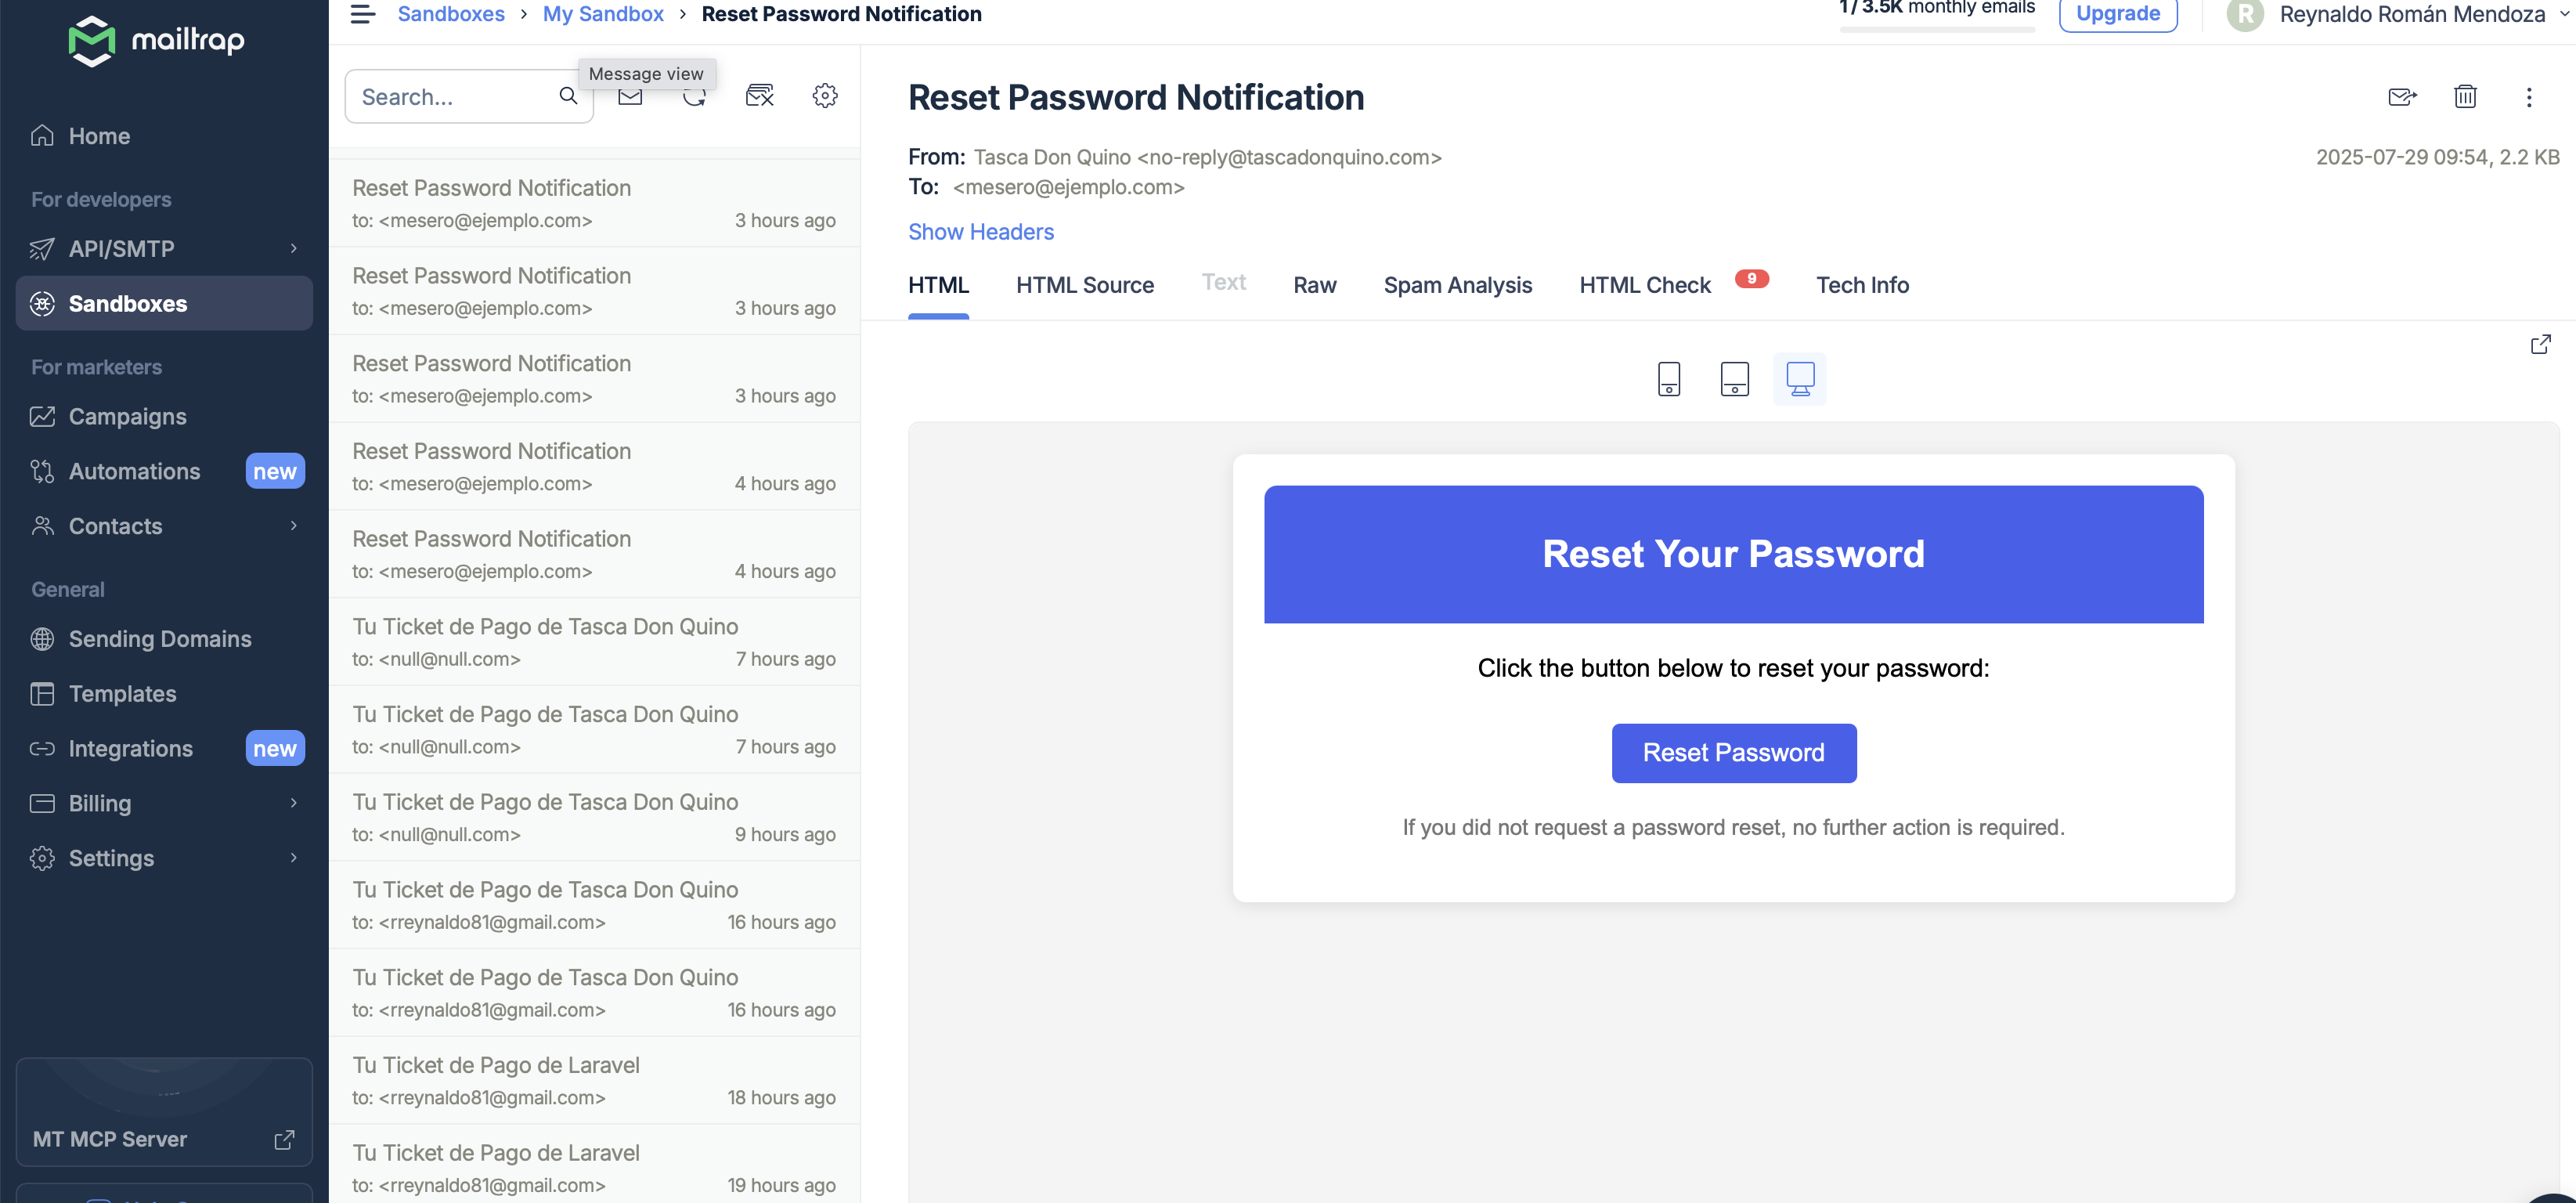 mailtrap
Home
For developers
API/SMTP
Sandboxes
For marketers
Campaigns
Automations new
Contacts
General
Sending Domains
Templates
Integrations new
Billing
Settings
MT MCP Server
Sandboxes › My Sandbox › Reset Password Notification
1 / 3.5K monthly emails
Upgrade
R Reynaldo Román Mendoza
Search...
Message view
Reset Password Notification
to: <mesero@ejemplo.com> 3 hours ago
Reset Password Notification
to: <mesero@ejemplo.com> 3 hours ago
Reset Password Notification
to: <mesero@ejemplo.com> 3 hours ago
Reset Password Notification
to: <mesero@ejemplo.com> 4 hours ago
Reset Password Notification
to: <mesero@ejemplo.com> 4 hours ago
Tu Ticket de Pago de Tasca Don Quino
to: <null@null.com> 7 hours ago
Tu Ticket de Pago de Tasca Don Quino
to: <null@null.com> 7 hours ago
Tu Ticket de Pago de Tasca Don Quino
to: <null@null.com> 9 hours ago
Tu Ticket de Pago de Tasca Don Quino
to: <rreynaldo81@gmail.com> 16 hours ago
Tu Ticket de Pago de Tasca Don Quino
to: <rreynaldo81@gmail.com> 16 hours ago
Tu Ticket de Pago de Laravel
to: <rreynaldo81@gmail.com> 18 hours ago
Tu Ticket de Pago de Laravel
to: <rreynaldo81@gmail.com> 19 hours ago
Reset Password Notification
From: Tasca Don Quino <no-reply@tascadonquino.com>
2025-07-29 09:54, 2.2 KB
To: <mesero@ejemplo.com>
Show Headers
HTML HTML Source Text Raw Spam Analysis HTML Check 9 Tech Info
Reset Your Password
Click the button below to reset your password:
Reset Password
If you did not request a password reset, no further action is required.